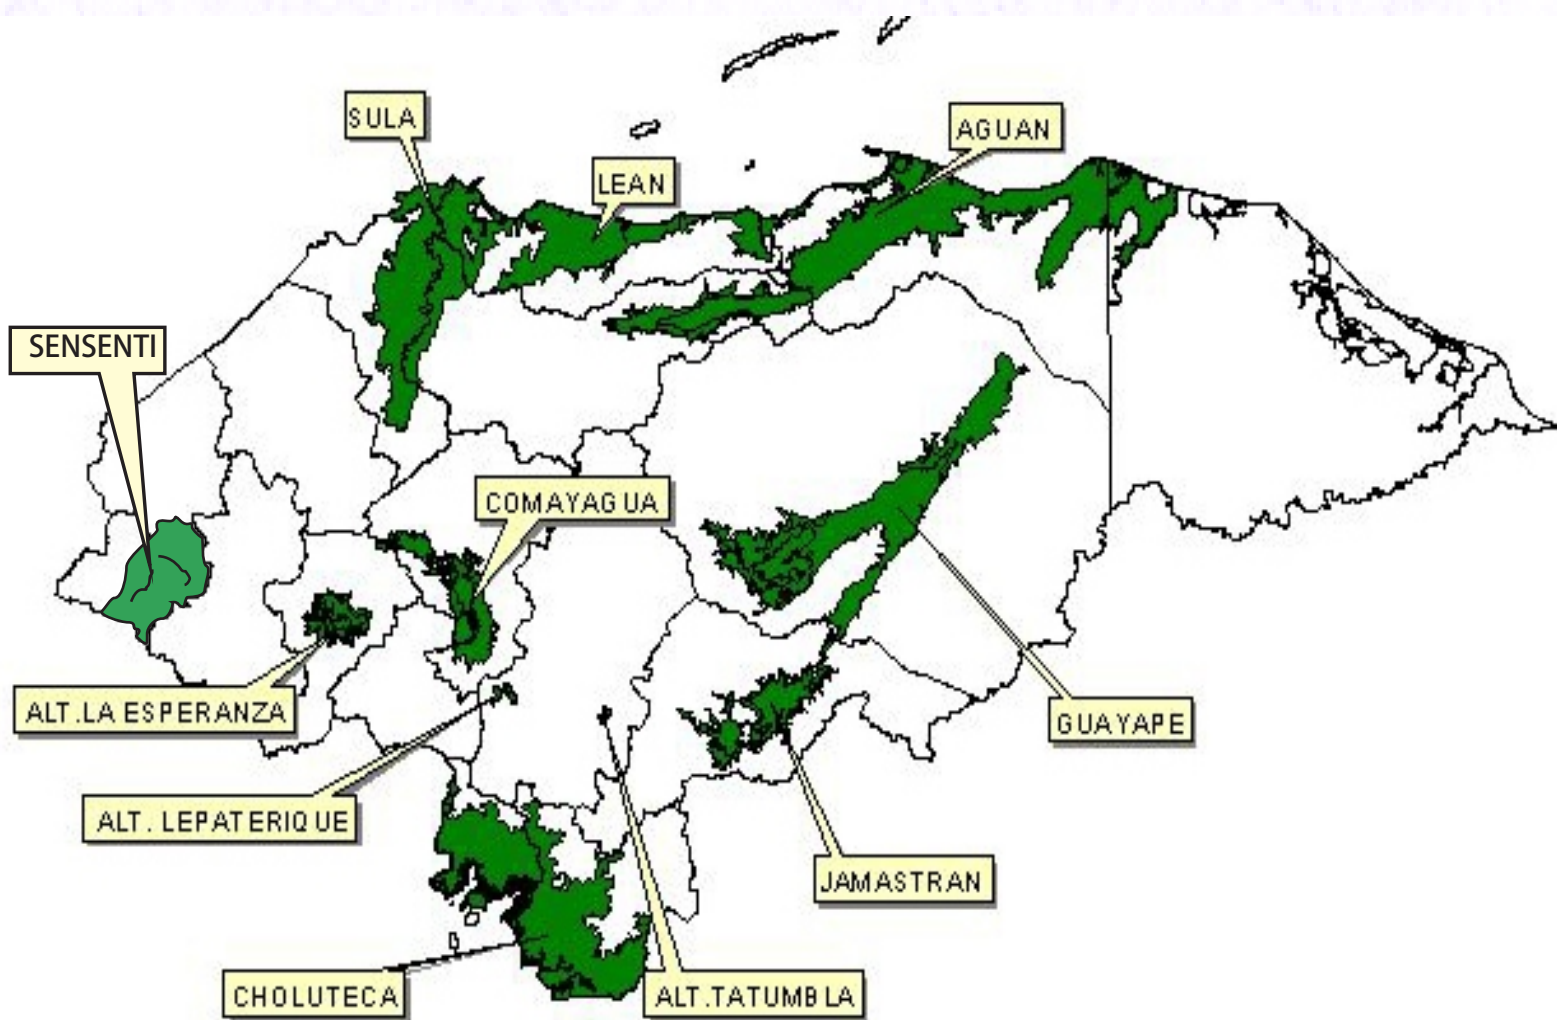 SULA
AGUAN
LEAN
SENSENTI
COMAYAGUA
ALT.LA ESPERANZA
GUAYAPE
ALT. LEPATERIQUE
JAMASTRAN
CHOLUTECA
ALT.TATUMBLA